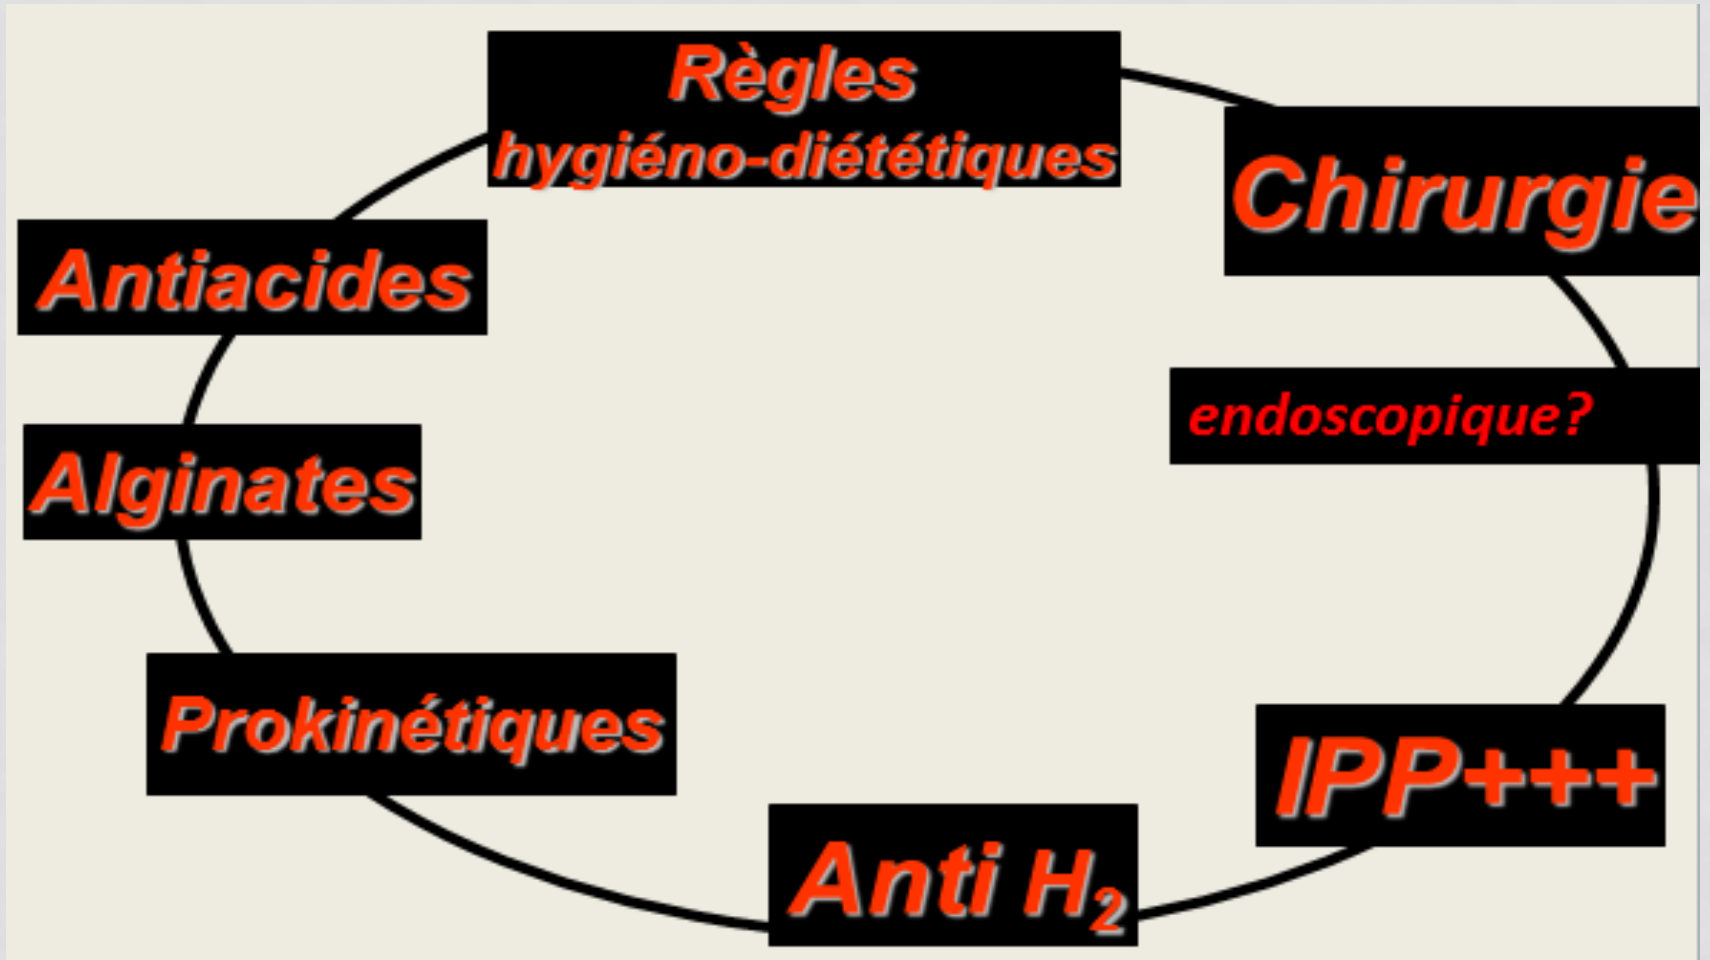 Règles
hygiéno-diététiques
Chirurgie
Antiacides
endoscopique?
Alginates
Prokinétiques
IPP+++
Anti H₂